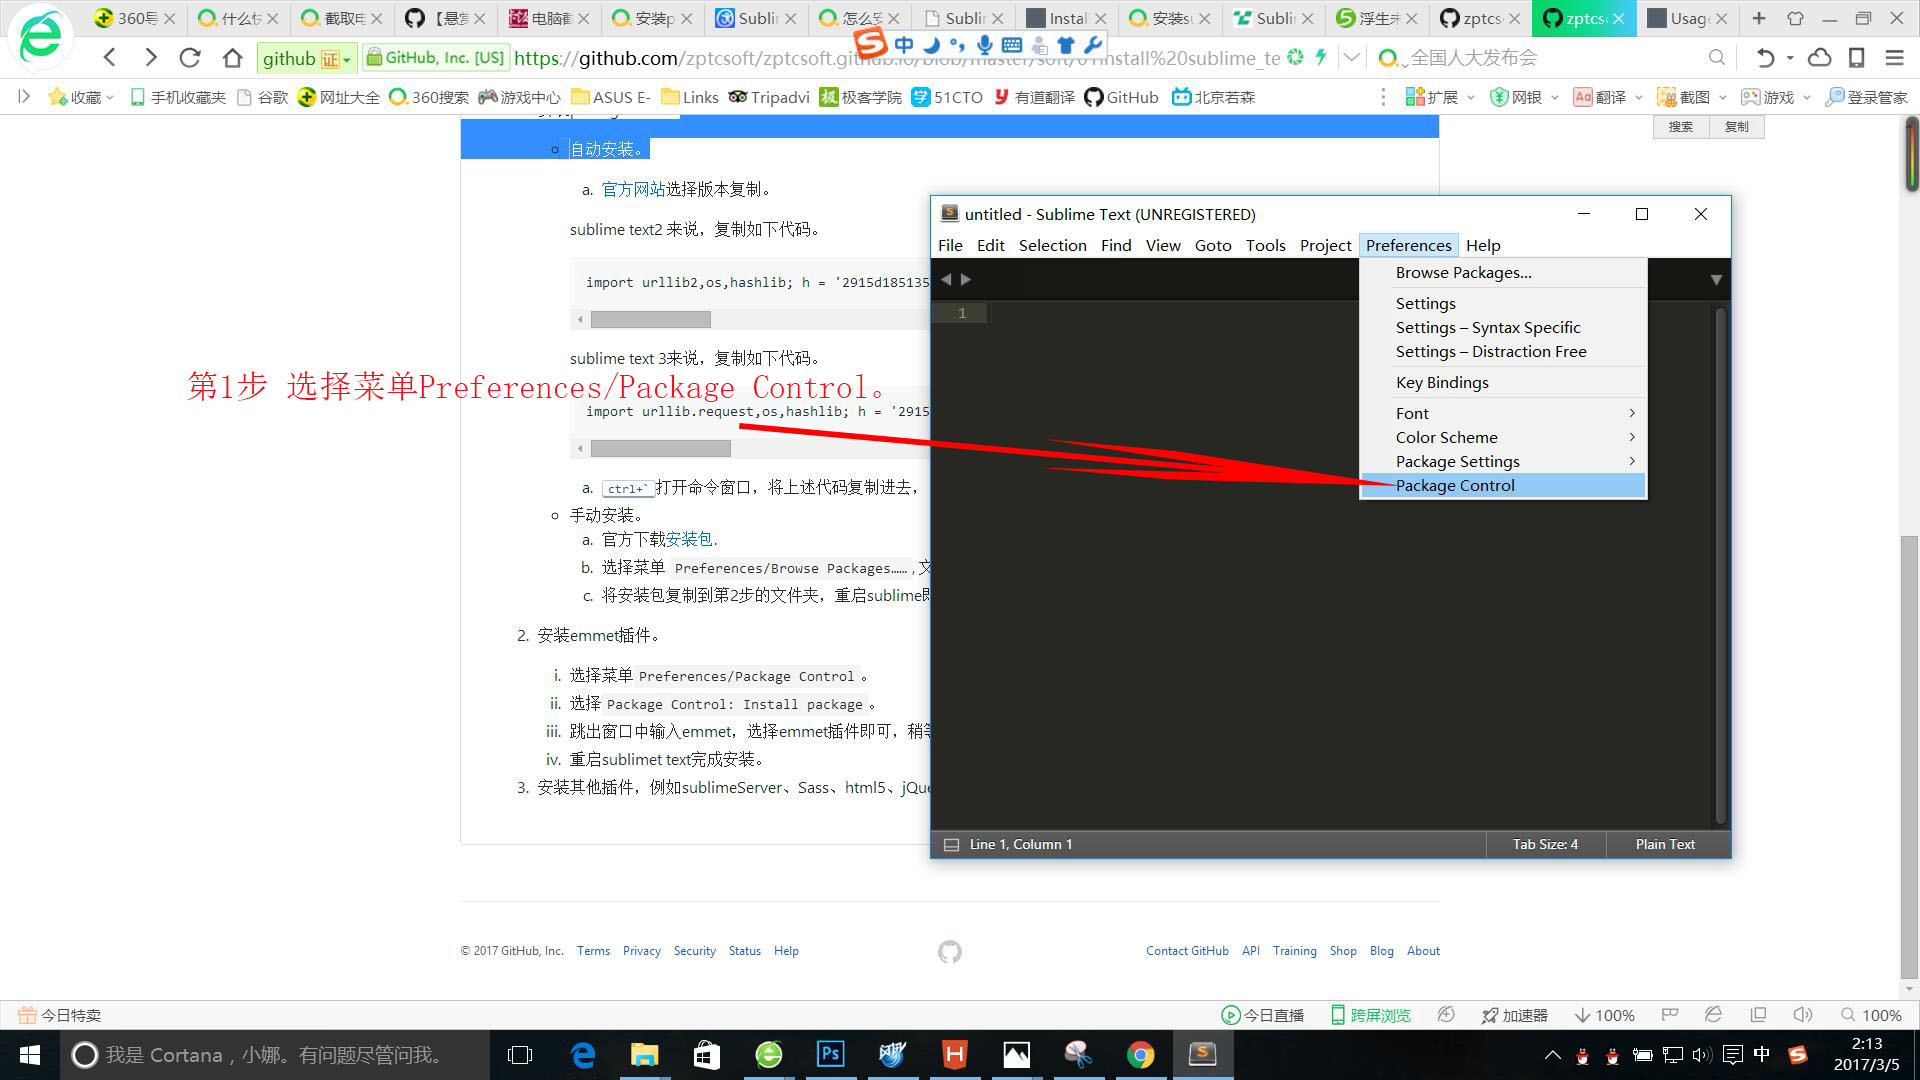 360导
什么忄
截取电
【悬赏
电脑截
安装p
Sublin
怎么安
Sublin
Install
安装su
Sublin
浮生未
zptcs
zptcs
Usage
github 证
GitHub, Inc. [US]
https://github.com/zptcsoft/zptcsoft.github.io/blob/master/soft/01install%20sublime_te
中
全国人大发布会
收藏 手机收藏夹 谷歌 网址大全 360搜索 游戏中心 ASUS E- Links Tripadvi 极客学院 51CTO 有道翻译 GitHub 北京若森 扩展 网银 翻译 截图 游戏 登录管家
搜索 复制
自动安装。
a. 官方网站选择版本复制。
sublime text2 来说，复制如下代码。
import urllib2,os,hashlib; h = '2915d185135
sublime text 3来说，复制如下代码。
第1步 选择菜单Preferences/Package Control。
import urllib.request,os,hashlib; h = '2915
a. ctrl+`打开命令窗口，将上述代码复制进去，
手动安装。
a. 官方下载安装包.
b. 选择菜单 Preferences/Browse Packages……,文
c. 将安装包复制到第2步的文件夹，重启sublime即
2. 安装emmet插件。
i. 选择菜单 Preferences/Package Control 。
ii. 选择 Package Control: Install package 。
iii. 跳出窗口中输入emmet，选择emmet插件即可，稍等
iv. 重启sublimet text完成安装。
3. 安装其他插件，例如sublimeServer、Sass、html5、jQue
untitled - Sublime Text (UNREGISTERED)
File Edit Selection Find View Goto Tools Project Preferences Help
1
Browse Packages...
Settings
Settings – Syntax Specific
Settings – Distraction Free
Key Bindings
Font
Color Scheme
Package Settings
Package Control
Line 1, Column 1 Tab Size: 4 Plain Text
© 2017 GitHub, Inc. Terms Privacy Security Status Help
Contact GitHub API Training Shop Blog About
今日特卖 今日直播 跨屏浏览 加速器 100% 100%
我是 Cortana，小娜。有问题尽管问我。
中
2:13
2017/3/5